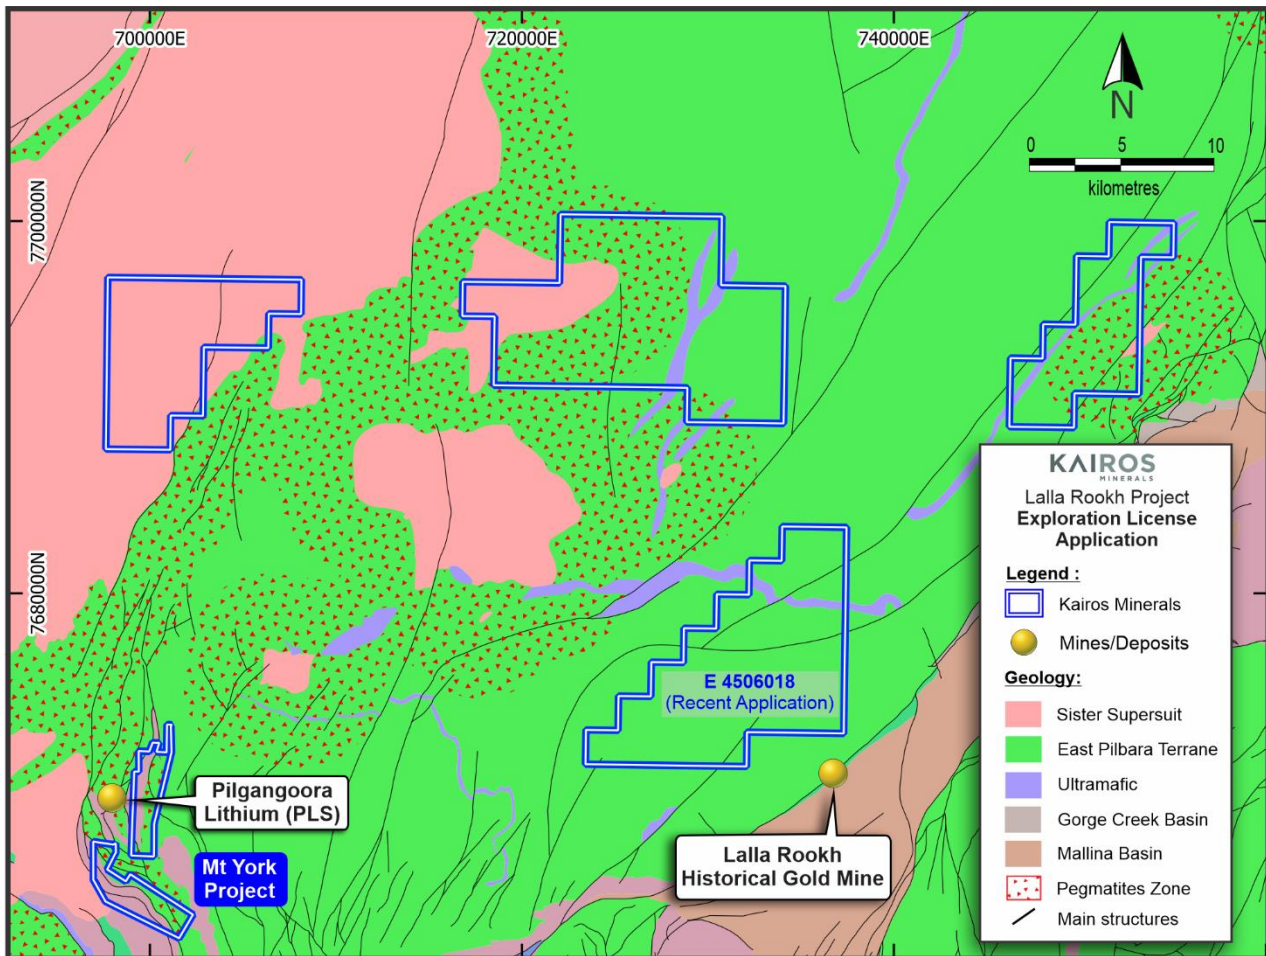 700000E
720000E
740000E
N
0 5 10
kilometres
7700000N
7680000N
E 4506018
(Recent Application)
Pilgangoora
Lithium (PLS)
Mt York
Project
Lalla Rookh
Historical Gold Mine
KAIROS
MINERALS
Lalla Rookh Project
Exploration License
Application
Legend :
Kairos Minerals
Mines/Deposits
Geology:
Sister Supersuit
East Pilbara Terrane
Ultramafic
Gorge Creek Basin
Mallina Basin
Pegmatites Zone
Main structures